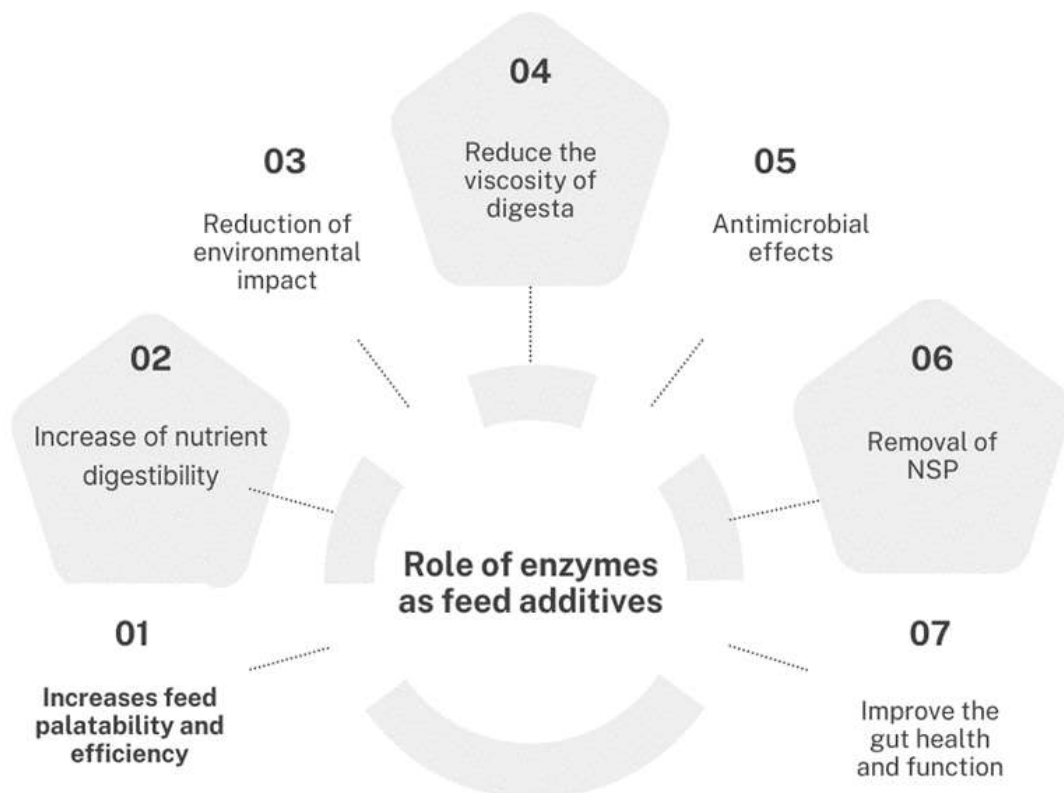 04
Reduce the
viscosity of
digesta
03
Reduction of
environmental
impact
05
Antimicrobial
effects
02
Increase of nutrient
digestibility
06
Removal of
NSP
Role of enzymes
as feed additives
01
Increases feed
palatability and
efficiency
07
Improve the
gut health
and function